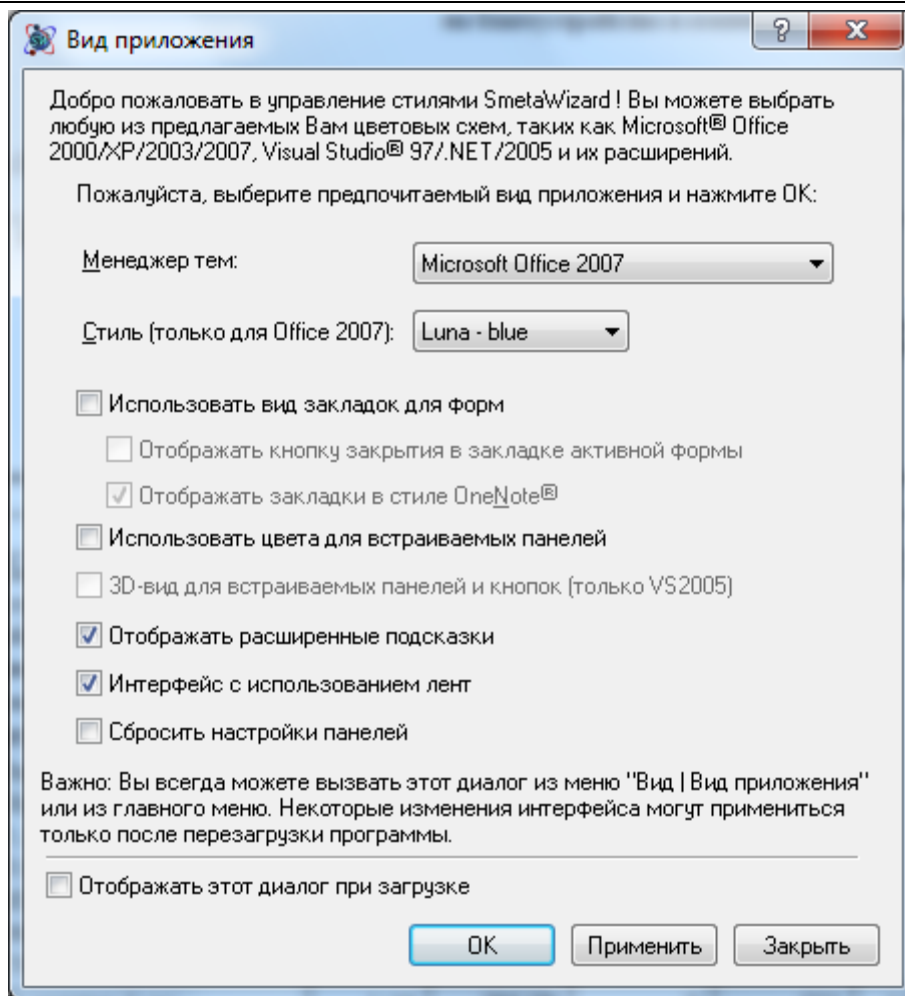 Вид приложения
Добро пожаловать в управление стилями SmetaWizard ! Вы можете выбрать
любую из предлагаемых Вам цветовых схем, таких как Microsoft® Office
2000/XP/2003/2007, Visual Studio® 97/.NET/2005 и их расширений.
Пожалуйста, выберите предпочитаемый вид приложения и нажмите OK:
Менеджер тем: Microsoft Office 2007
Стиль (только для Office 2007): Luna - blue
Использовать вид закладок для форм
Отображать кнопку закрытия в закладке активной формы
Отображать закладки в стиле OneNote®
Использовать цвета для встраиваемых панелей
3D-вид для встраиваемых панелей и кнопок (только VS2005)
Отображать расширенные подсказки
Интерфейс с использованием лент
Сбросить настройки панелей
Важно: Вы всегда можете вызвать этот диалог из меню "Вид | Вид приложения"
или из главного меню. Некоторые изменения интерфейса могут примениться
только после перезагрузки программы.
Отображать этот диалог при загрузке
OK Применить Закрыть